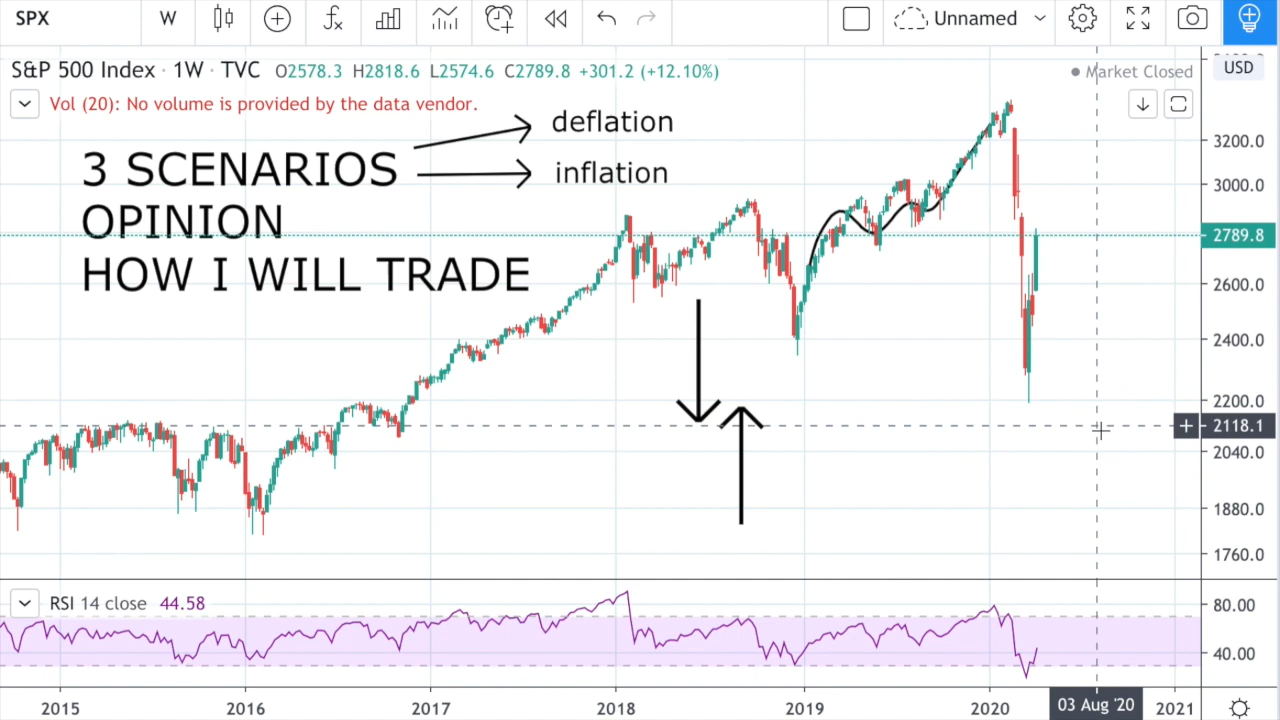 SPX W Unnamed
S&P 500 Index · 1W · TVC O2578.3 H2818.6 L2574.6 C2789.8 +301.2 (+12.10%) Market Closed USD
Vol (20): No volume is provided by the data vendor.
deflation
3 SCENARIOS
inflation
OPINION
HOW I WILL TRADE
3200.0
3000.0
2789.8
2600.0
2400.0
2200.0
2118.1
2040.0
1880.0
1760.0
RSI 14 close 44.58
80.00
40.00
2015 2016 2017 2018 2019 2020 03 Aug '20 2021